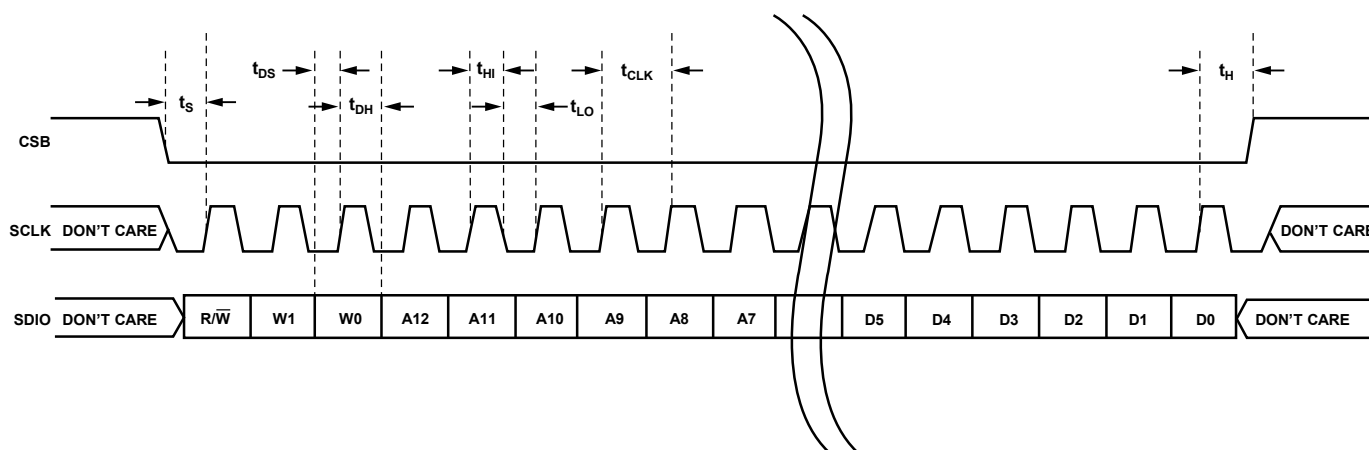 tDS
tHI
tCLK
tH
tS
tDH
tLO
CSB
SCLK DON'T CARE
DON'T CARE
SDIO DON'T CARE R/W̅ W1 W0 A12 A11 A10 A9 A8 A7 D5 D4 D3 D2 D1 D0 DON'T CARE